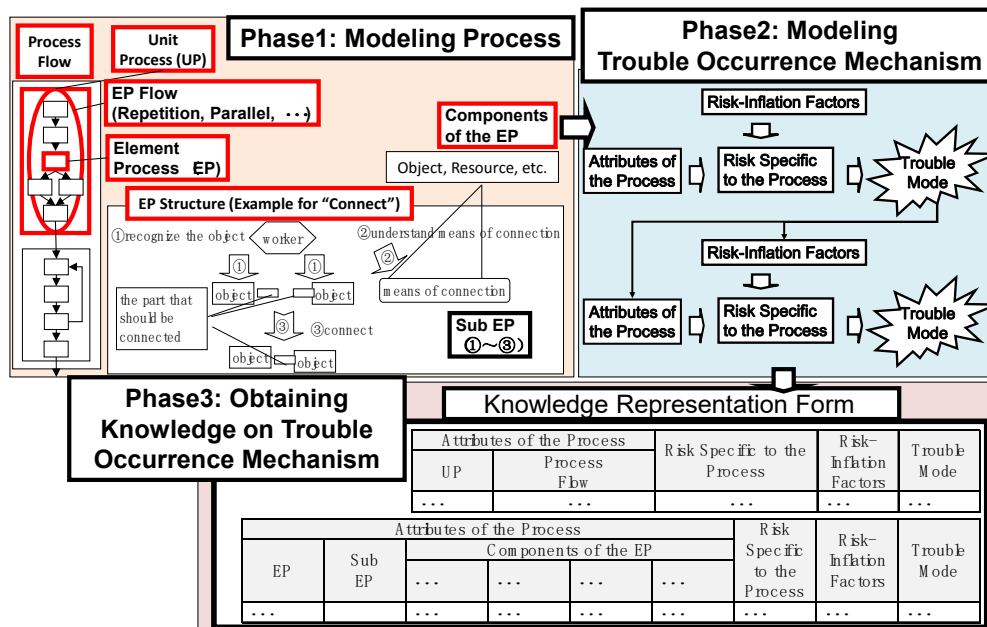 Phase1: Modeling Process
Process
Flow
Unit
Process (UP)
EP Flow
(Repetition, Parallel, …)
Element
Process (EP)
Components
of the EP
Object, Resource, etc.
EP Structure (Example for “Connect”)
①recognize the object
worker
②understand means of connection
①
①
②
object
object
means of connection
the part that
should be
connected
③
③connect
object
object
Sub EP
(①～③)
Phase2: Modeling
Trouble Occurrence Mechanism
Risk-Inflation Factors
Attributes of
the Process
Risk Specific
to the Process
Trouble
Mode
Risk-Inflation Factors
Attributes of
the Process
Risk Specific
to the Process
Trouble
Mode
Phase3: Obtaining
Knowledge on Trouble
Occurrence Mechanism
Knowledge Representation Form
Attributes of the Process
Risk Specific to the
Process
Risk-
Inflation
Factors
Trouble
Mode
UP
Process
Flow
… … … … …
Attributes of the Process
Risk
Specific
to the
Process
Risk-
Inflation
Factors
Trouble
Mode
EP
Sub
EP
Components of the EP
… … … …
… … … … … … … …